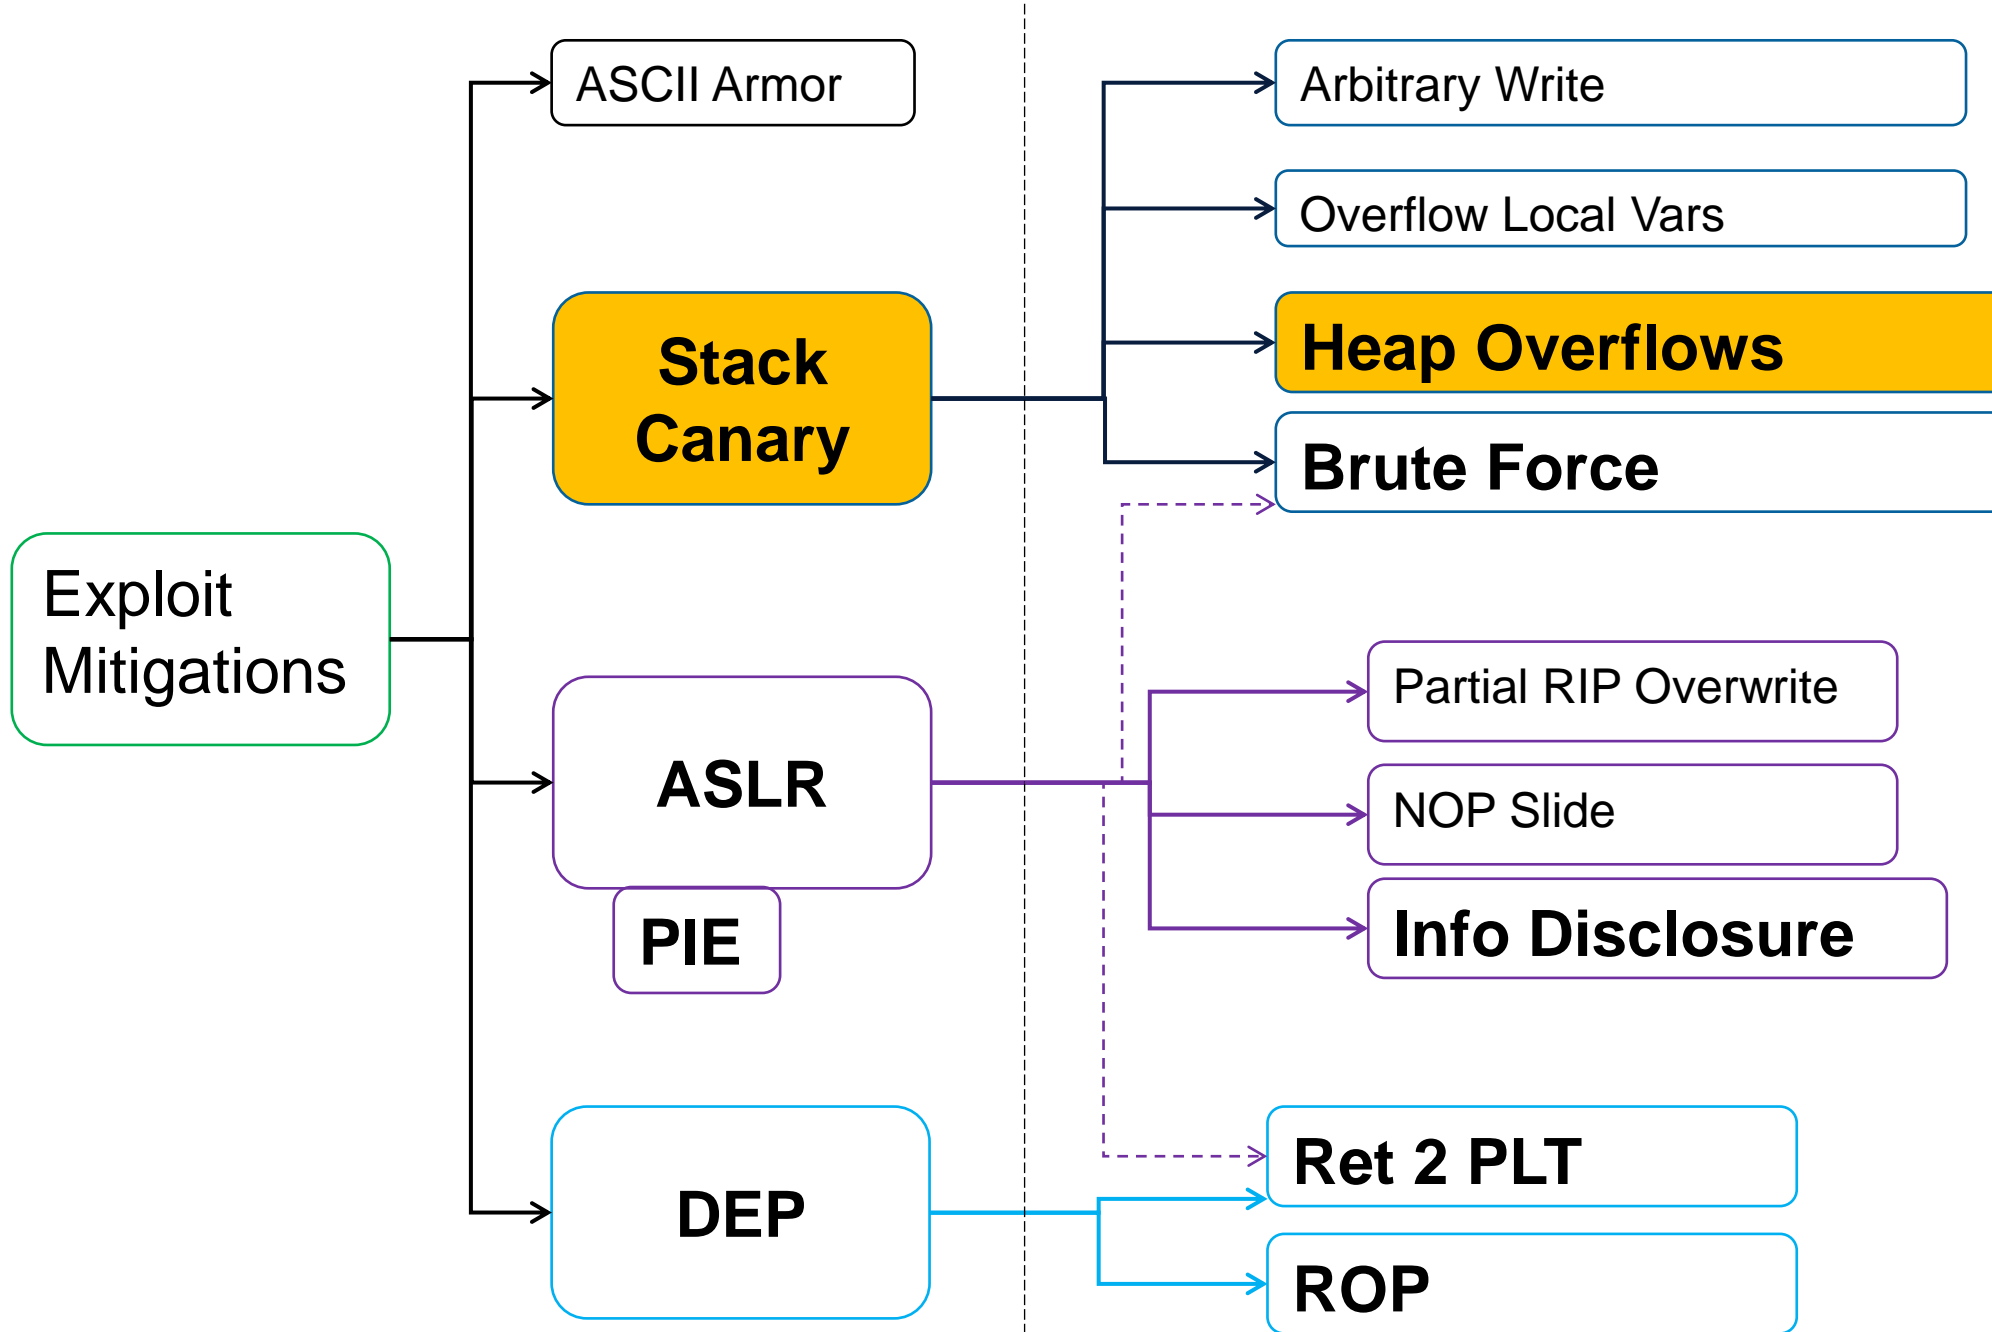 Exploit
Mitigations
ASCII Armor
Stack
Canary
ASLR
PIE
DEP
Arbitrary Write
Overflow Local Vars
Heap Overflows
Brute Force
Partial RIP Overwrite
NOP Slide
Info Disclosure
Ret 2 PLT
ROP